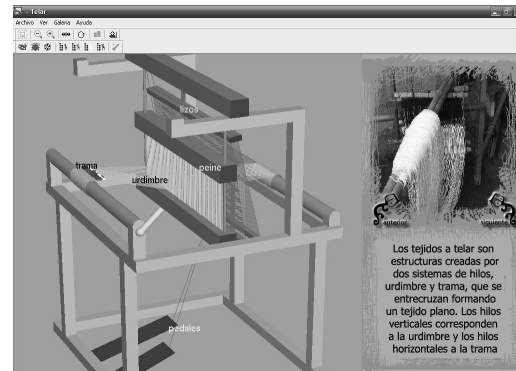 - Telar
Archivo Ver Galeria Ayuda
lizos
trama
peine
urdimbre
pedales
anterior
siguiente
Los tejidos a telar son
estructuras creadas por
dos sistemas de hilos,
urdimbre y trama, que se
entrecruzan formando
un tejido plano. Los hilos
verticales corresponden
a la urdimbre y los hilos
horizontales a la trama